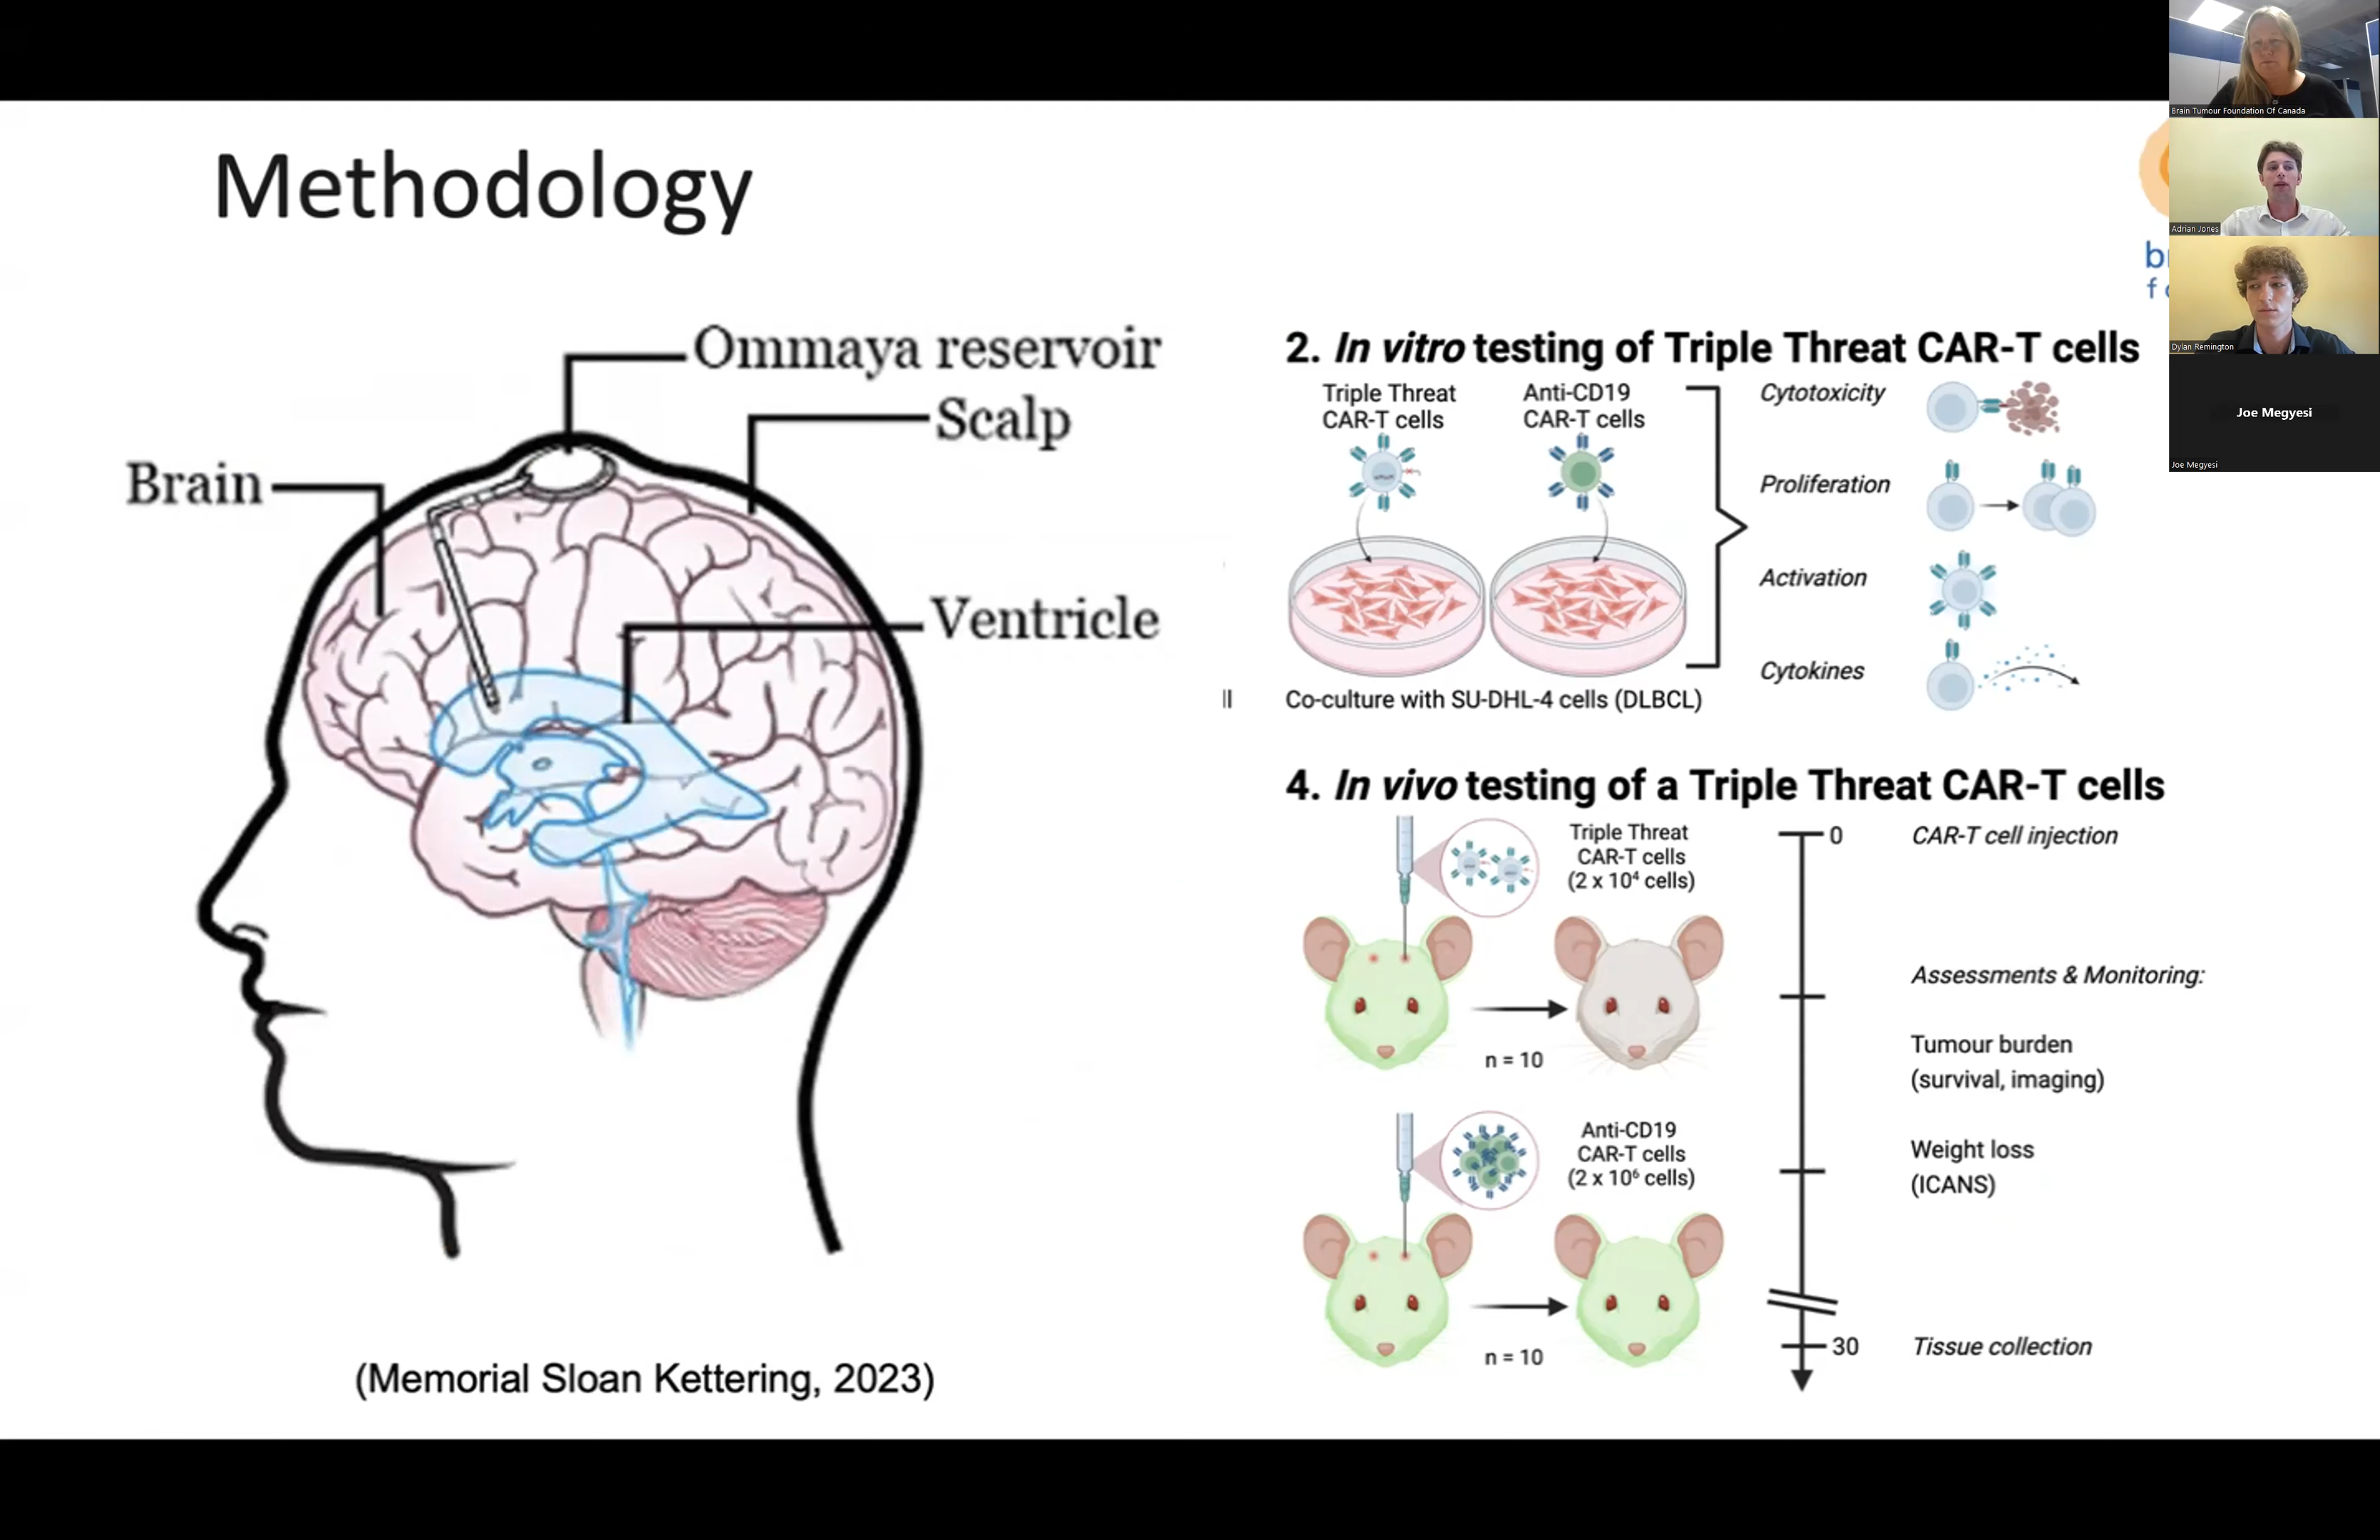 Methodology
Ommaya reservoir
Scalp
Brain
Ventricle
(Memorial Sloan Kettering, 2023)
ll
2. In vitro testing of Triple Threat CAR-T cells
Triple Threat
CAR-T cells
Anti-CD19
CAR-T cells
Cytotoxicity
Proliferation
Activation
Cytokines
Co-culture with SU-DHL-4 cells (DLBCL)
4. In vivo testing of a Triple Threat CAR-T cells
Triple Threat
CAR-T cells
(2 x 10⁴ cells)
n = 10
Anti-CD19
CAR-T cells
(2 x 10⁶ cells)
n = 10
0
CAR-T cell injection
Assessments & Monitoring:
Tumour burden
(survival, imaging)
Weight loss
(ICANS)
30
Tissue collection
Brain Tumour Foundation Of Canada
Adrian Jones
Dylan Remington
Joe Megyesi
Joe Megyesi